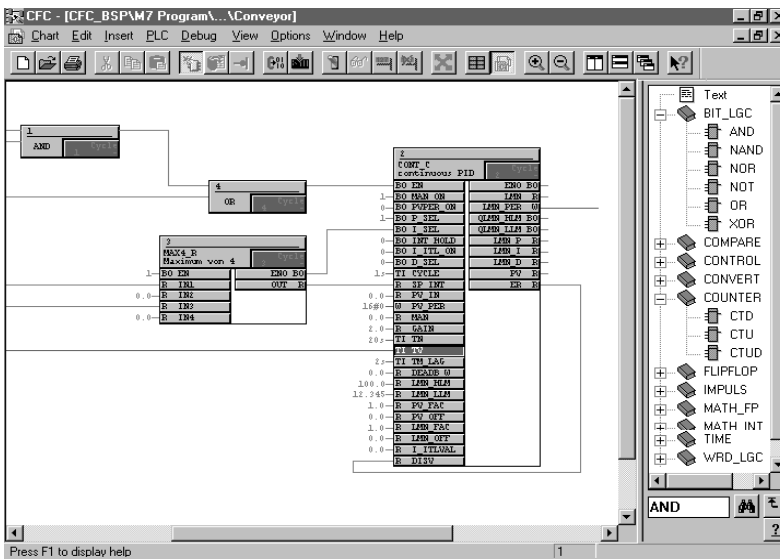 CFC - [CFC_BSP\M7 Program\...\Conveyor]
Chart Edit Insert PLC Debug View Options Window Help
1
AND
4
OR
3
MAX4_R
Maximum von 4
1 BO EN ENO BO
R IN1 OUT R
0.0 R IN2
R IN3
0.0 R IN4
2
CONT_C
continuous PID
BO EN ENO BO
1 BO MAN_ON LMN R
0 BO PVPER_ON LMN_PER W
1 BO P_SEL QLMN_HLM BO
BO I_SEL QLMN_LLM BO
0 BO INT_HOLD LMN_P R
0 BO I_ITL_ON LMN_I R
0 BO D_SEL LMN_D R
1s TI CYCLE PV R
R SP_INT ER R
0.0 R PV_IN
16#0 W PV_PER
0.0 R MAN
2.0 R GAIN
20s TI TN
TI TV
2s TI TM_LAG
0.0 R DEADB_W
100.0 R LMN_HLM
12.345 R LMN_LLM
1.0 R PV_FAC
0.0 R PV_OFF
1.0 R LMN_FAC
0.0 R LMN_OFF
0.0 R I_ITLVAL
R DISV
Text
BIT_LGC
AND
NAND
NOR
NOT
OR
XOR
COMPARE
CONTROL
CONVERT
COUNTER
CTD
CTU
CTUD
FLIPFLOP
IMPULS
MATH_FP
MATH_INT
TIME
WRD_LGC
AND
Press F1 to display help
1